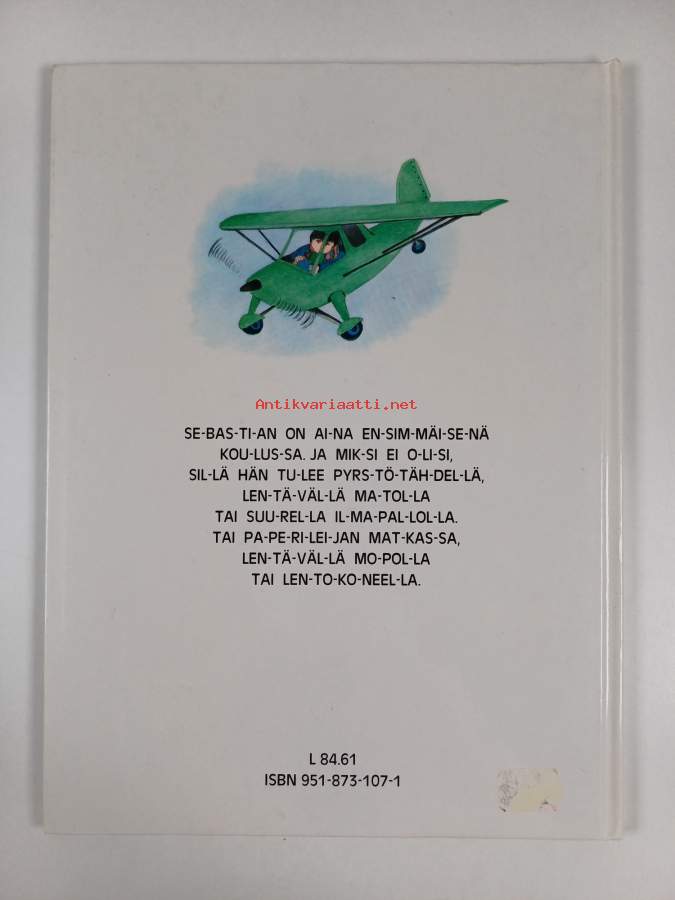 Antikvariaatti.net
SE-BAS-TI-AN ON AI-NA EN-SIM-MÄI-SE-NÄ
KOU-LUS-SA. JA MIK-SI EI O-LI-SI,
SIL-LÄ HÄN TU-LEE PYRS-TÖ-TÄH-DEL-LÄ,
LEN-TÄ-VÄL-LÄ MA-TOL-LA
TAI SUU-REL-LA IL-MA-PAL-LOL-LA.
TAI PA-PE-RI-LEI-JAN MAT-KAS-SA,
LEN-TÄ-VÄL-LÄ MO-POL-LA
TAI LEN-TO-KO-NEEL-LA.
L 84.61
ISBN 951-873-107-1